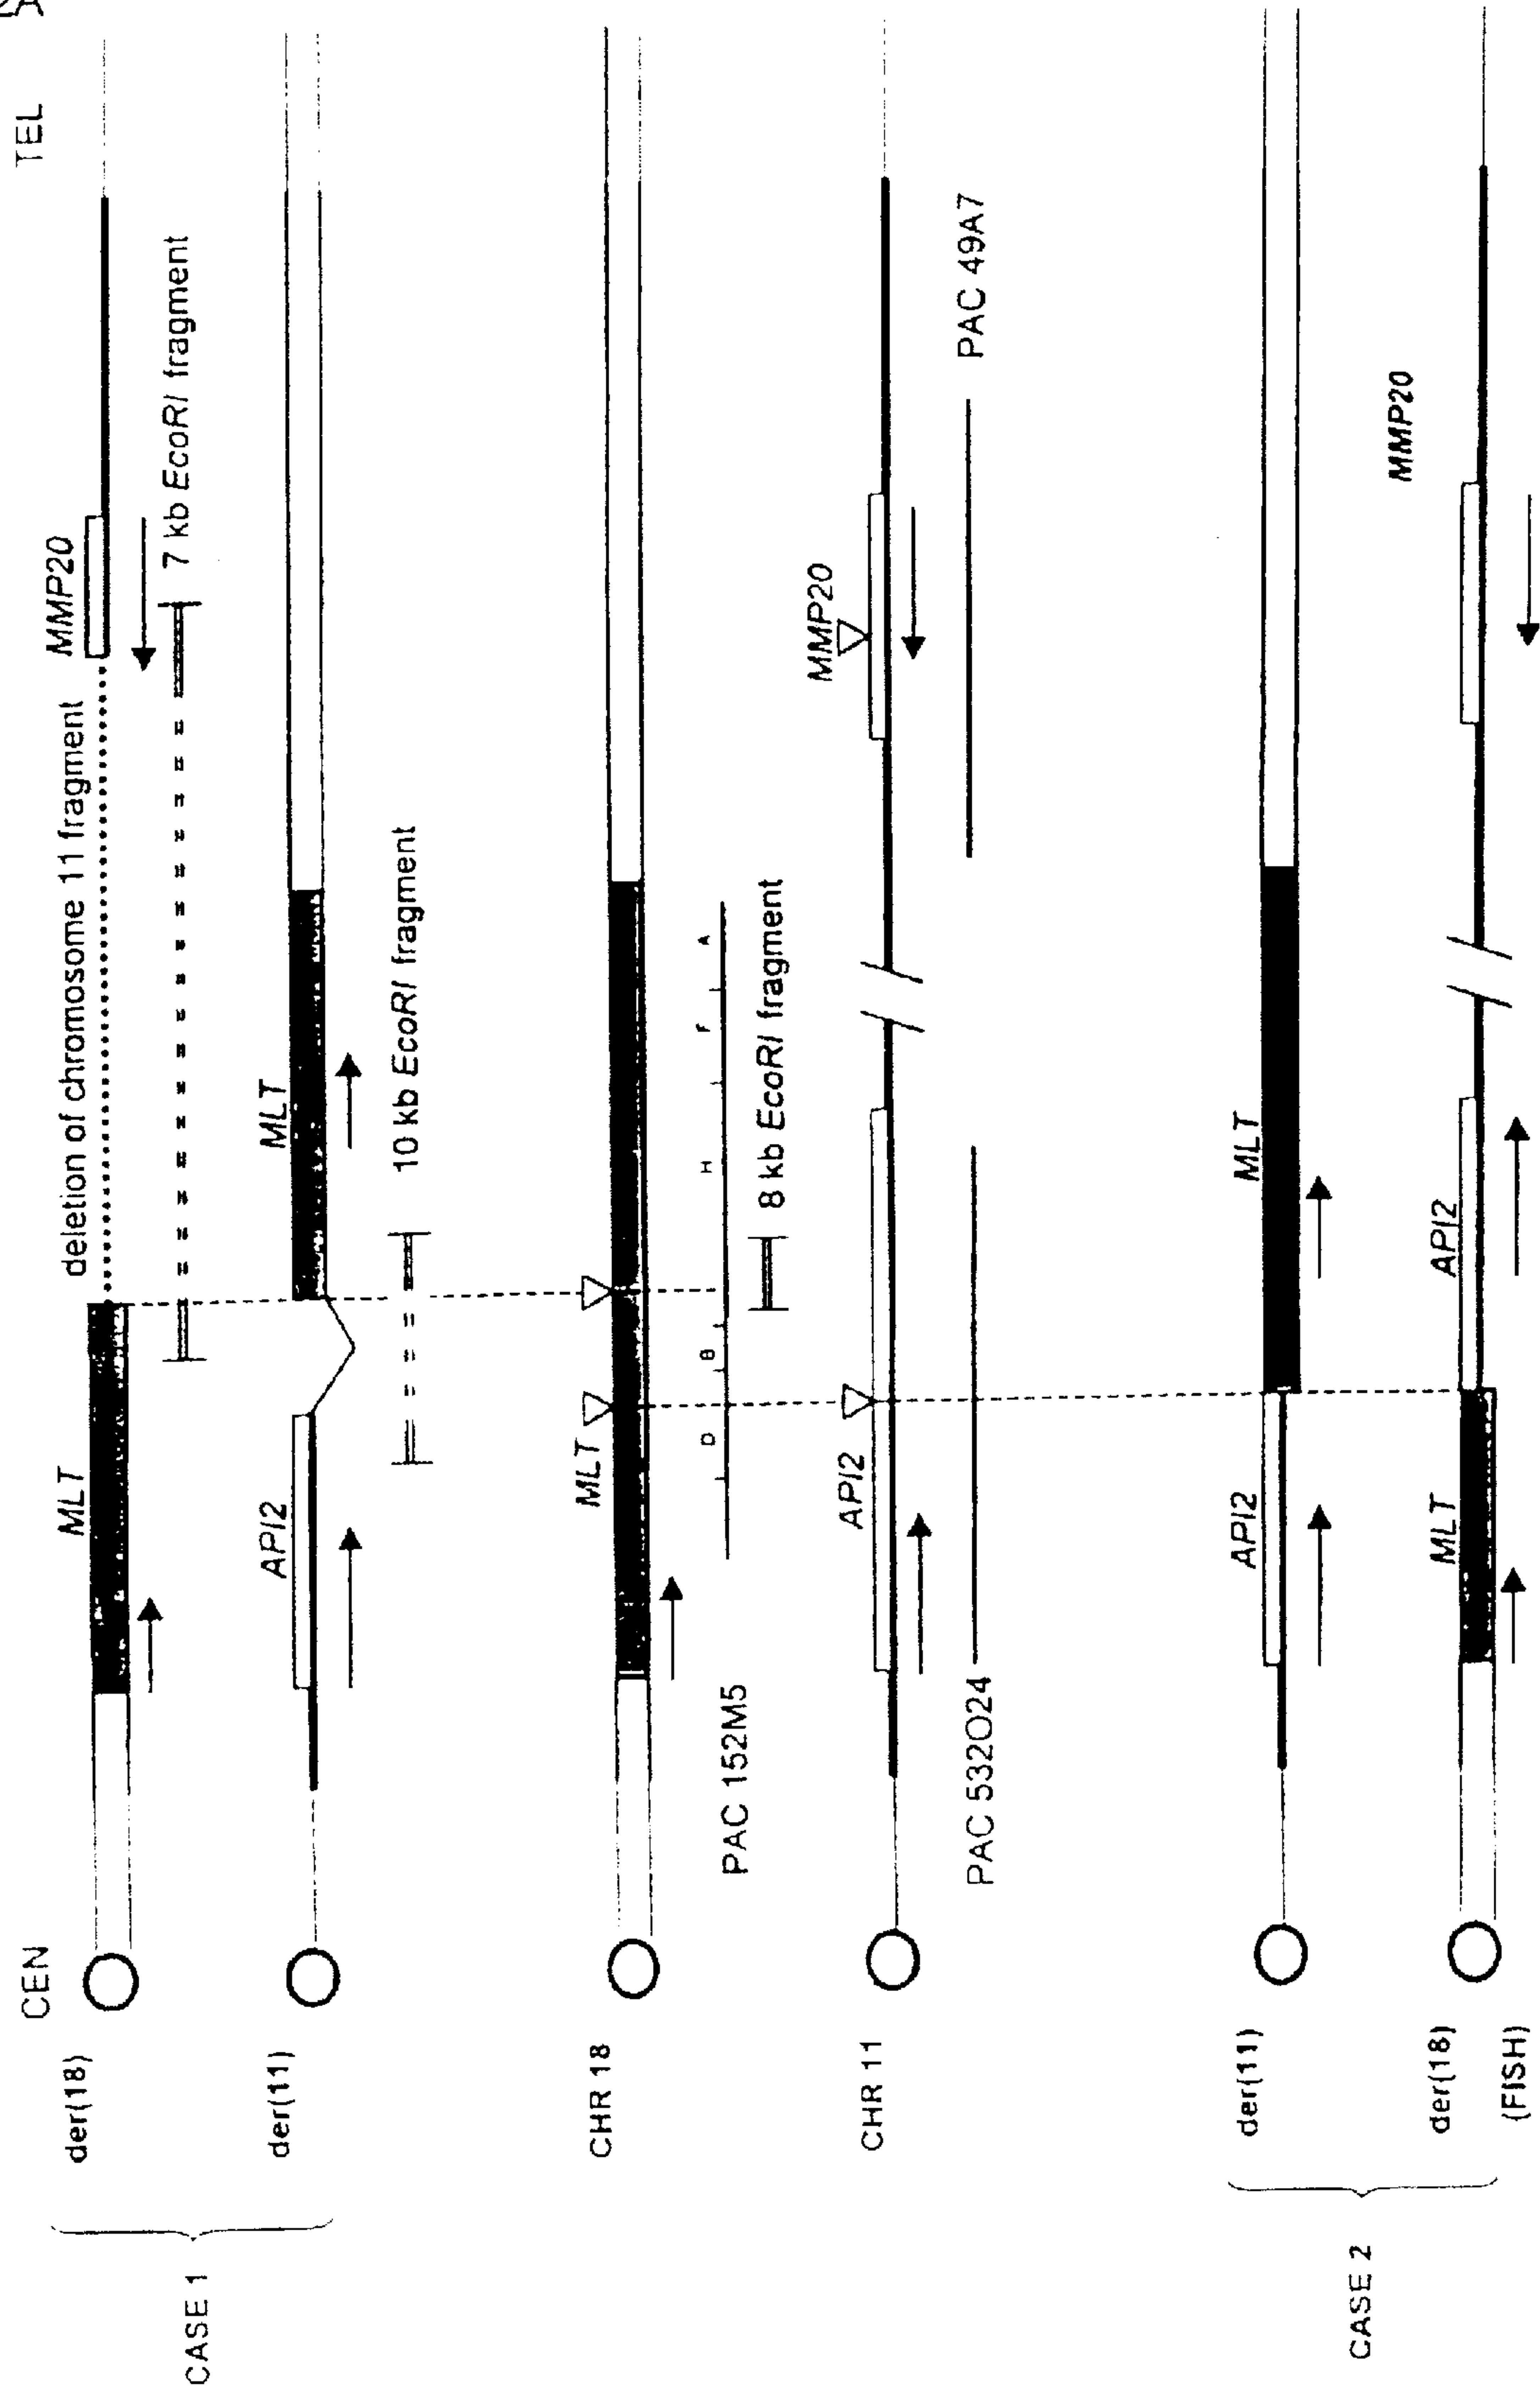 CEN
TEL
CASE 1
der(18)
MLT
deletion of chromosome 11 fragment
MMP20
7 kb EcoRI fragment
der(11)
API2
MLT
10 kb EcoRI fragment
CHR 18
MLT
PAC 152M5
D B H F A
8 kb EcoRI fragment
CHR 11
API2
MMP20
PAC 532O24
PAC 49A7
CASE 2
der(11)
API2
MLT
der(18)
(FISH)
MLT
API2
MMP20